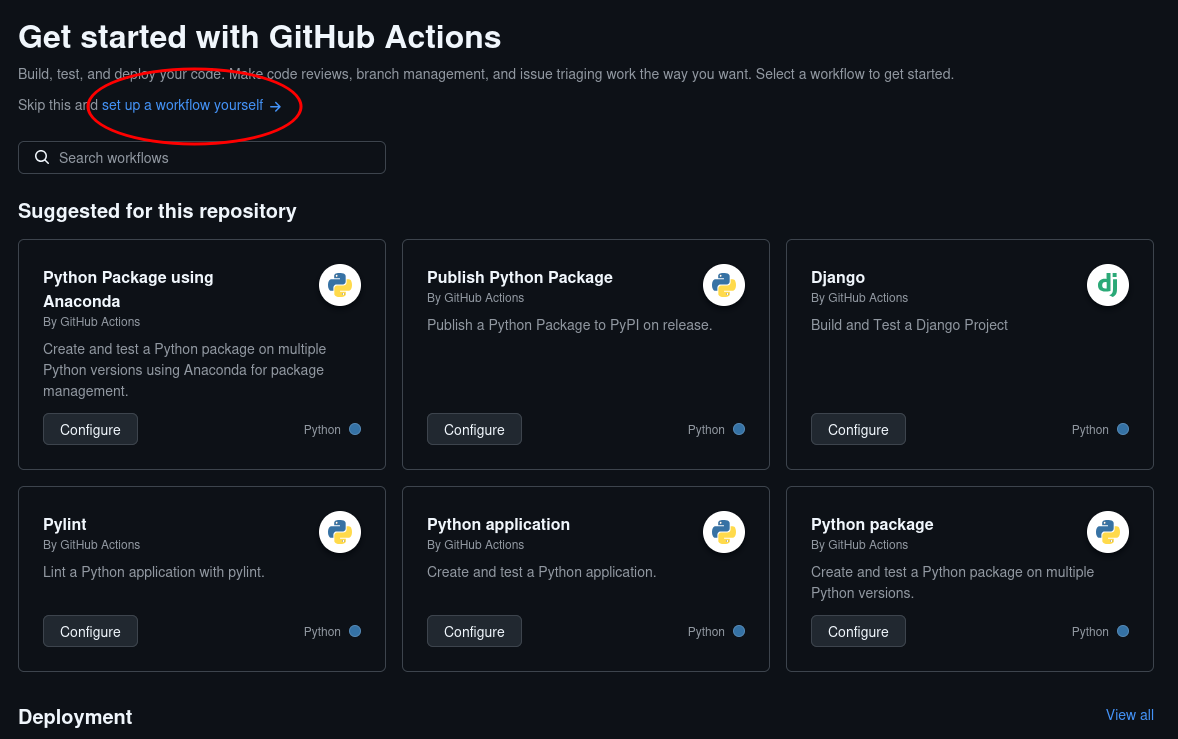 Get started with GitHub Actions
Build, test, and deploy your code. Make code reviews, branch management, and issue triaging work the way you want. Select a workflow to get started.
Skip this and set up a workflow yourself →
Search workflows
Suggested for this repository
Python Package using
Anaconda
By GitHub Actions
Create and test a Python package on multiple
Python versions using Anaconda for package
management.
Configure
Python
Publish Python Package
By GitHub Actions
Publish a Python Package to PyPI on release.
Configure
Python
Django
By GitHub Actions
Build and Test a Django Project
dj
Configure
Python
Pylint
By GitHub Actions
Lint a Python application with pylint.
Configure
Python
Python application
By GitHub Actions
Create and test a Python application.
Configure
Python
Python package
By GitHub Actions
Create and test a Python package on multiple
Python versions.
Configure
Python
Deployment
View all